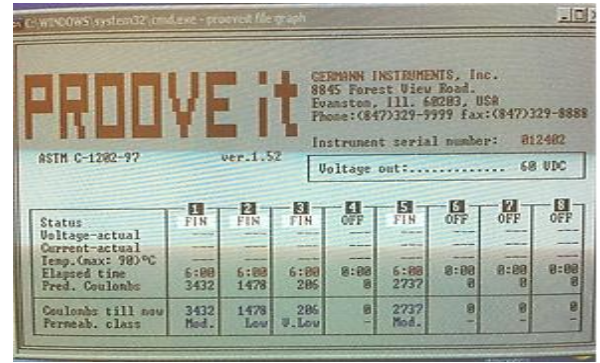 C:\WINDOWS\system32\cmd.exe - prooveit file graph
PROOVE it
GERMANN INSTRUMENTS, Inc.
8845 Forest View Road.
Evanston, Ill. 60203, USA
Phone:(847)329-9999 fax:(847)329-8888
Instrument serial number: 012402
ASTM C-1202-97 ver.1.52
Voltage out:............. 60 VDC
1 2 3 4 5 6 7 8
Status FIN FIN FIN OFF FIN OFF OFF OFF
Voltage-actual --- --- --- --- --- --- --- ---
Current-actual --- --- --- --- --- --- --- ---
Temp.(max: 90)°C --- --- --- --- --- --- --- ---
Elapsed time 6:00 6:00 6:00 0:00 6:00 0:00 0:00 0:00
Pred. Coulombs 3432 1478 206 0 2737 0 0 0
Coulombs till now 3432 1478 206 0 2737 0 0 0
Permeab. class Mod. Low V.Low - Mod. - - -